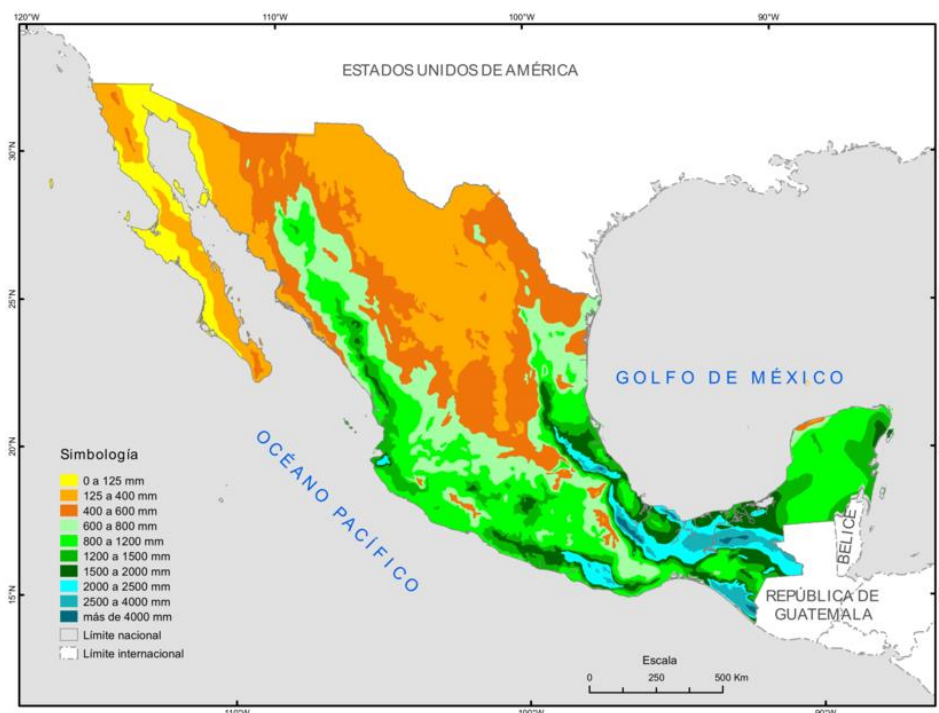 120°W 110°W 100°W 90°W
ESTADOS UNIDOS DE AMÉRICA
30°N
25°N
GOLFO DE MÉXICO
20°N
OCÉANO PACÍFICO
Simbología
0 a 125 mm
125 a 400 mm
400 a 600 mm
600 a 800 mm
800 a 1200 mm
1200 a 1500 mm
1500 a 2000 mm
2000 a 2500 mm
2500 a 4000 mm
más de 4000 mm
Límite nacional
Límite internacional
BELICE
15°N
REPÚBLICA DE
GUATEMALA
Escala
0 250 500 Km
110°W 100°W 90°W